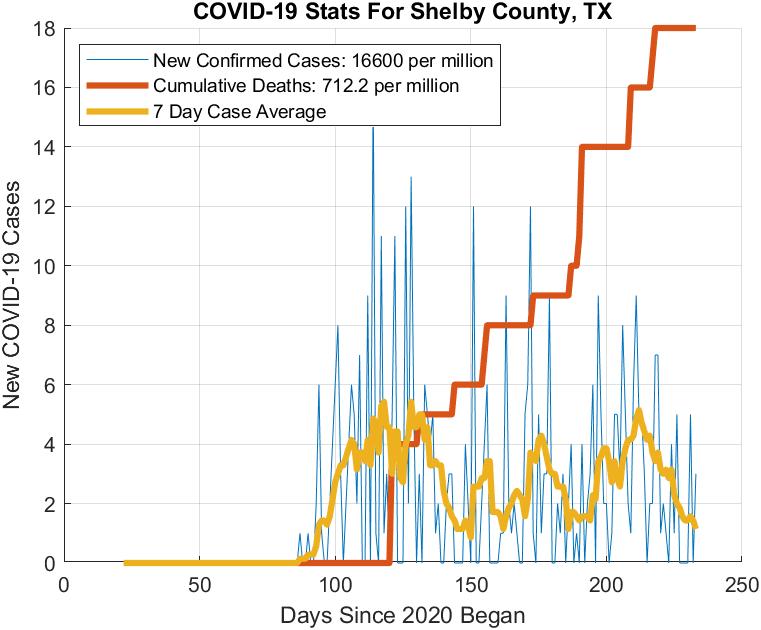 COVID-19 Stats For Shelby County, TX
New Confirmed Cases: 16600 per million
Cumulative Deaths: 712.2 per million
7 Day Case Average
New COVID-19 Cases
18
16
14
12
10
8
6
4
2
0
0 50 100 150 200 250
Days Since 2020 Began